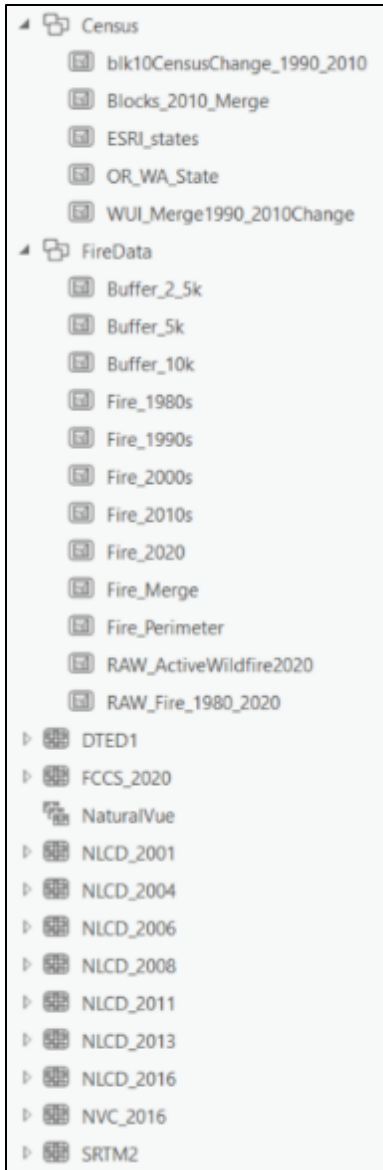 Census
blk10CensusChange_1990_2010
Blocks_2010_Merge
ESRI_states
OR_WA_State
WUI_Merge1990_2010Change
FireData
Buffer_2_5k
Buffer_5k
Buffer_10k
Fire_1980s
Fire_1990s
Fire_2000s
Fire_2010s
Fire_2020
Fire_Merge
Fire_Perimeter
RAW_ActiveWildfire2020
RAW_Fire_1980_2020
DTED1
FCCS_2020
NaturalVue
NLCD_2001
NLCD_2004
NLCD_2006
NLCD_2008
NLCD_2011
NLCD_2013
NLCD_2016
NVC_2016
SRTM2